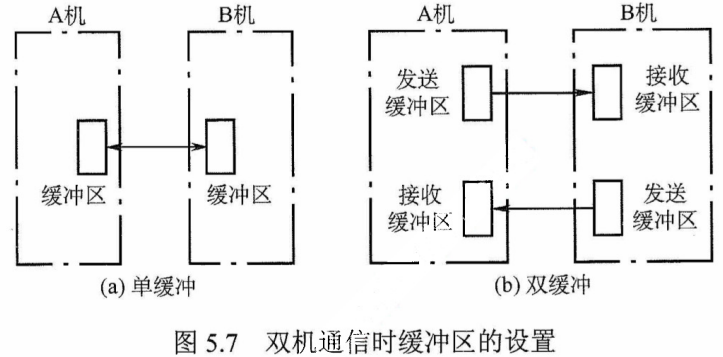 A机
B机
A机
B机
缓冲区
缓冲区
发送
缓冲区
接收
缓冲区
接收
缓冲区
发送
缓冲区
(a) 单缓冲
(b) 双缓冲
图 5.7 双机通信时缓冲区的设置